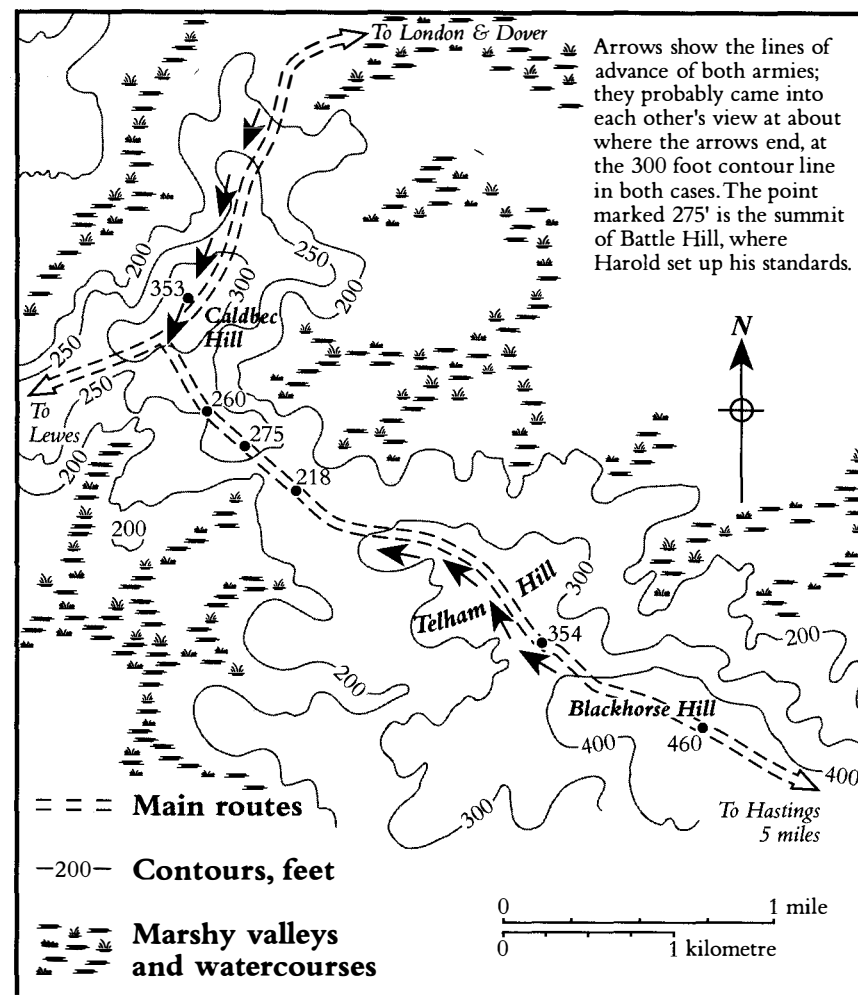 To London & Dover
Arrows show the lines of
advance of both armies;
they probably came into
each other's view at about
where the arrows end, at
the 300 foot contour line
in both cases. The point
marked 275' is the summit
of Battle Hill, where
Harold set up his standards.
200
250
200
353
300
Caldbec
Hill
N
250
250
To
Lewes
260
275
200
218
200
300
Telham Hill
354
200
200
Blackhorse Hill
400
460
400
300
To Hastings
5 miles
Main routes
—200— Contours, feet
Marshy valleys
and watercourses
0 1 mile
0 1 kilometre